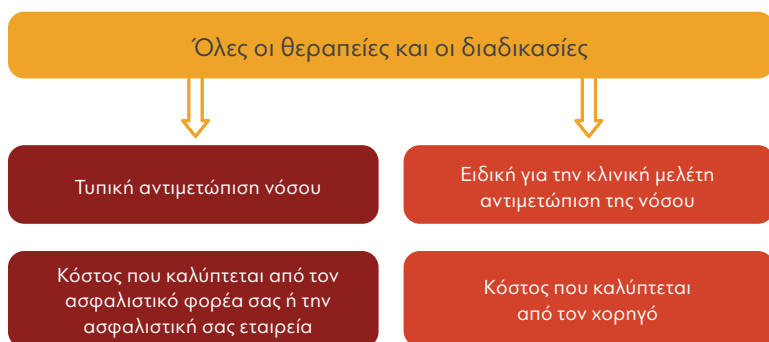 Όλες οι θεραπείες και οι διαδικασίες
Τυπική αντιμετώπιση νόσου
Ειδική για την κλινική μελέτη
αντιμετώπιση της νόσου
Κόστος που καλύπτεται από τον
ασφαλιστικό φορέα σας ή την
ασφαλιστική σας εταιρεία
Κόστος που καλύπτεται
από τον χορηγό